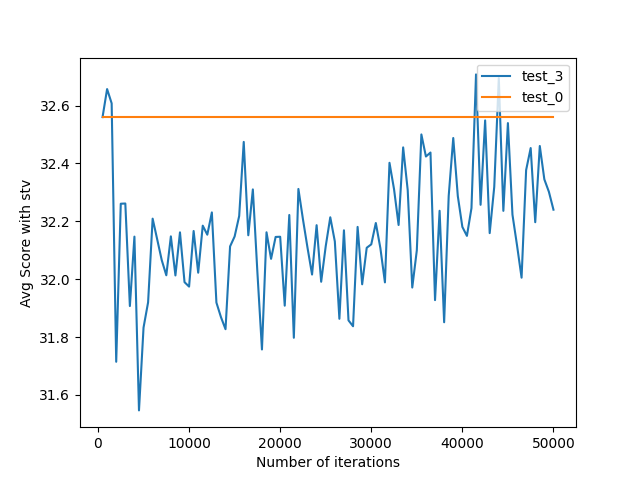 test_3
test_0
32.6
32.4
32.2
32.0
31.8
31.6
Avg Score with stv
0 10000 20000 30000 40000 50000
Number of iterations